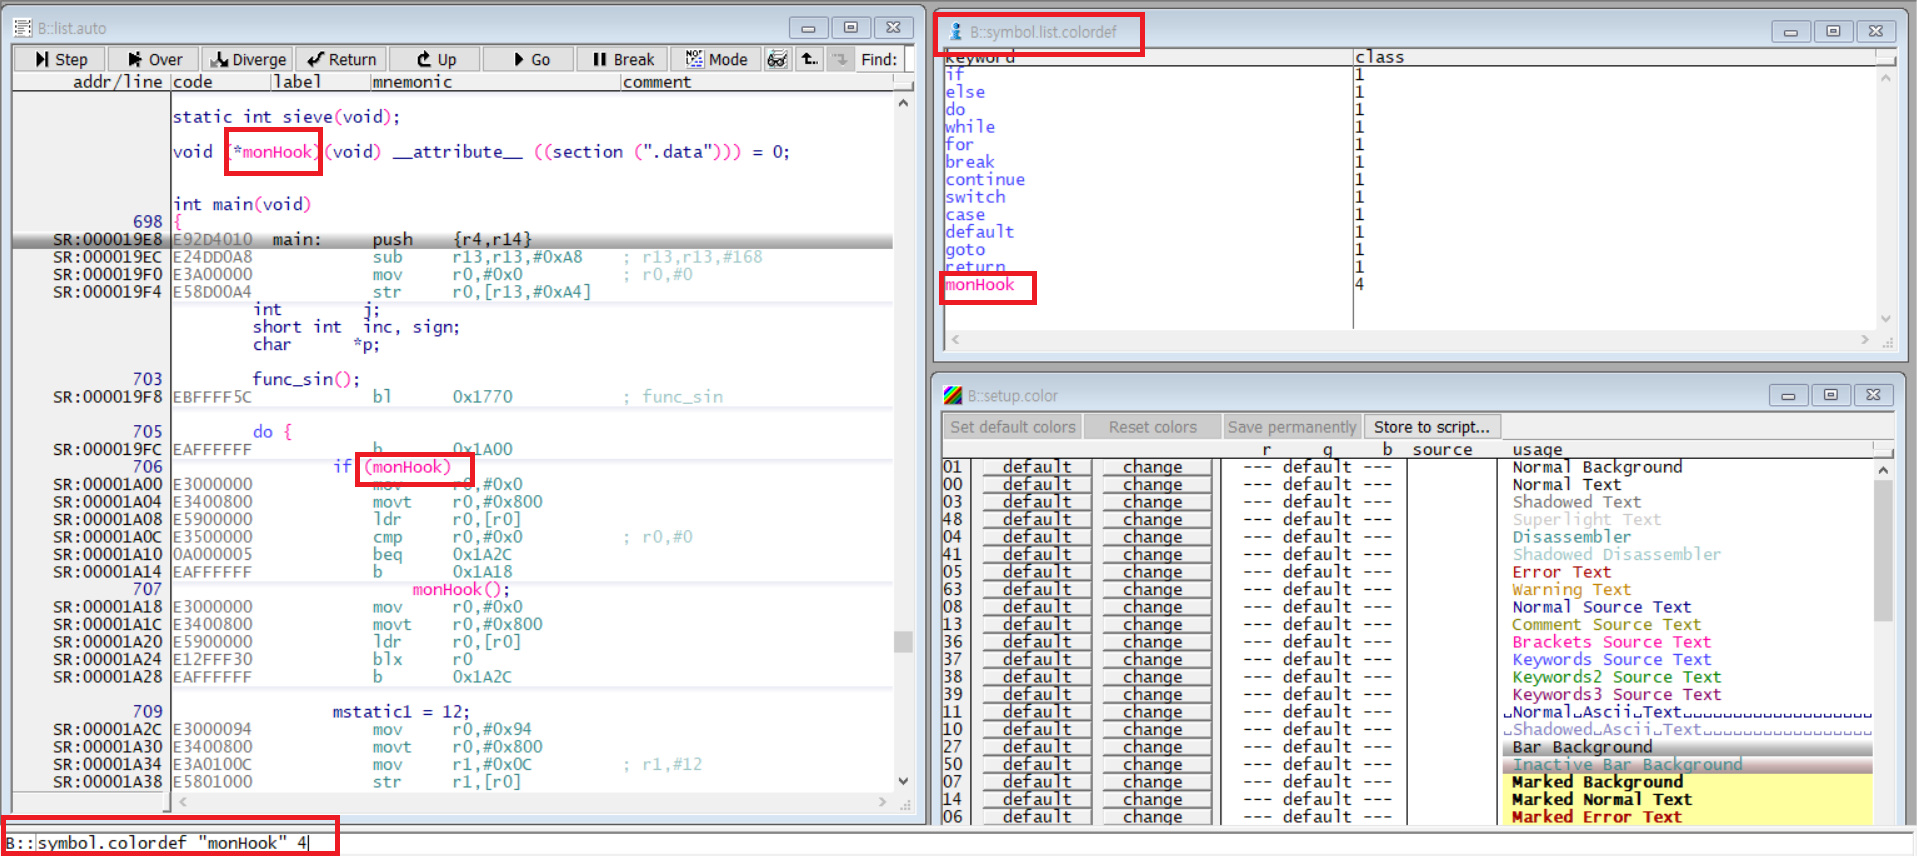 B::list.auto
Step Over Diverge Return Up Go Break Mode Find:
addr/line code label mnemonic comment
static int sieve(void);
void (*monHook)(void) __attribute__ ((section (".data"))) = 0;
int main(void)
698 {
SR:000019E8 E92D4010 main: push {r4,r14}
SR:000019EC E24DD0A8 sub r13,r13,#0xA8 ; r13,r13,#168
SR:000019F0 E3A00000 mov r0,#0x0 ; r0,#0
SR:000019F4 E58D00A4 str r0,[r13,#0xA4]
int j;
short int inc, sign;
char *p;
703 func_sin();
SR:000019F8 EBFFFF5C bl 0x1770 ; func_sin
705 do {
SR:000019FC EAFFFFFF b 0x1A00
706 if (monHook)
SR:00001A00 E3000000 mov r0,#0x0
SR:00001A04 E3400800 movt r0,#0x800
SR:00001A08 E5900000 ldr r0,[r0]
SR:00001A0C E3500000 cmp r0,#0x0 ; r0,#0
SR:00001A10 0A000005 beq 0x1A2C
SR:00001A14 EAFFFFFF b 0x1A18
707 monHook();
SR:00001A18 E3000000 mov r0,#0x0
SR:00001A1C E3400800 movt r0,#0x800
SR:00001A20 E5900000 ldr r0,[r0]
SR:00001A24 E12FFF30 blx r0
SR:00001A28 EAFFFFFF b 0x1A2C
709 mstatic1 = 12;
SR:00001A2C E3000094 mov r0,#0x94
SR:00001A30 E3400800 movt r0,#0x800
SR:00001A34 E3A0100C mov r1,#0x0C ; r1,#12
SR:00001A38 E5801000 str r1,[r0]
B::symbol.list.colordef
keyword class
if 1
else 1
do 1
while 1
for 1
break 1
continue 1
switch 1
case 1
default 1
goto 1
return 1
monHook 4
B::setup.color
Set default colors Reset colors Save permanently Store to script...
r g b source usage
01 default change --- default --- Normal Background
00 default change --- default --- Normal Text
03 default change --- default --- Shadowed Text
48 default change --- default --- Superlight Text
04 default change --- default --- Disassembler
41 default change --- default --- Shadowed Disassembler
05 default change --- default --- Error Text
63 default change --- default --- Warning Text
08 default change --- default --- Normal Source Text
13 default change --- default --- Comment Source Text
36 default change --- default --- Brackets Source Text
37 default change --- default --- Keywords Source Text
38 default change --- default --- Keywords2 Source Text
39 default change --- default --- Keywords3 Source Text
11 default change --- default --- Normal Ascii Text
10 default change --- default --- Shadowed Ascii Text
27 default change --- default --- Bar Background
50 default change --- default --- Inactive Bar Background
07 default change --- default --- Marked Background
14 default change --- default --- Marked Normal Text
06 default change --- default --- Marked Error Text
B::symbol.colordef "monHook" 4